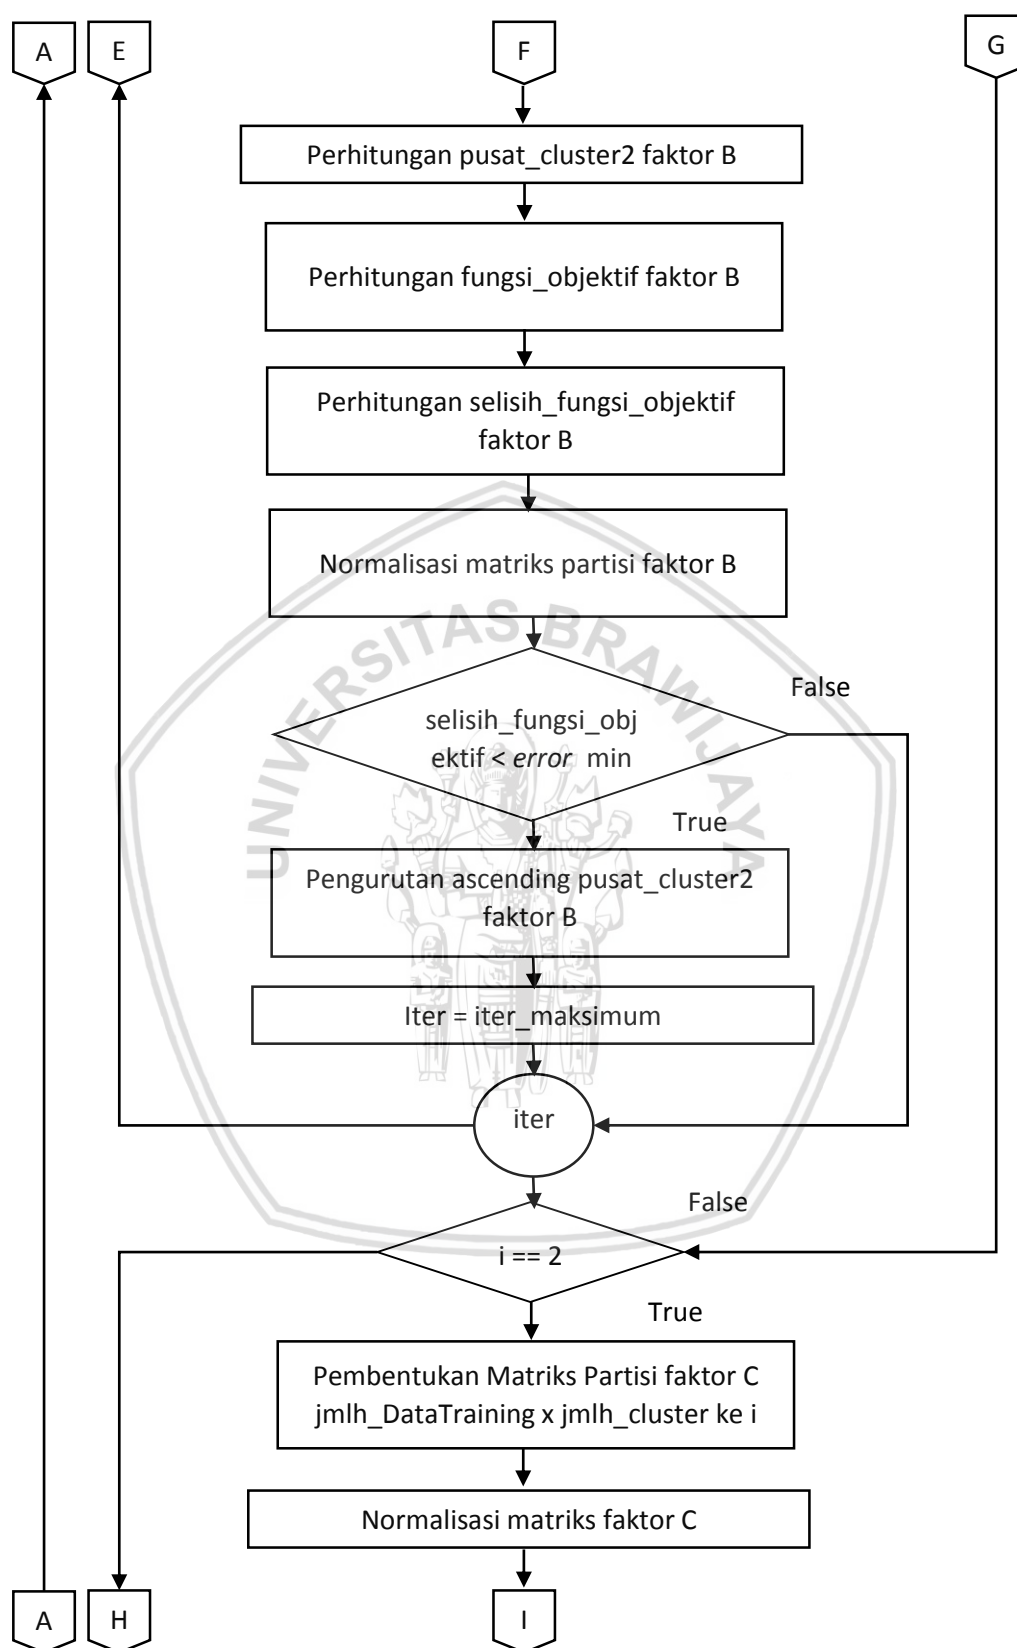 A
E
F
G
Perhitungan pusat_cluster2 faktor B
Perhitungan fungsi_objektif faktor B
Perhitungan selisih_fungsi_objektif
faktor B
Normalisasi matriks partisi faktor B
UNIVERSITAS BRAWIJAYA
False
selisih_fungsi_obj
ektif < error min
True
Pengurutan ascending pusat_cluster2
faktor B
Iter = iter_maksimum
iter
False
i == 2
True
Pembentukan Matriks Partisi faktor C
jmlh_DataTraining x jmlh_cluster ke i
Normalisasi matriks faktor C
A
H
I